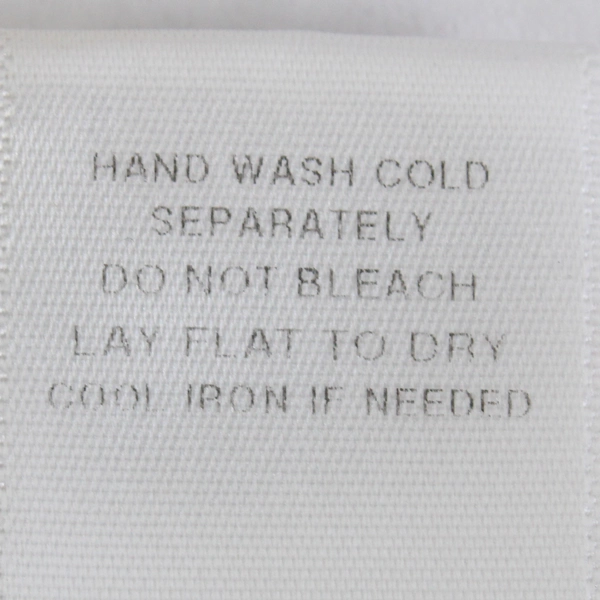 HAND WASH COLD
SEPARATELY
DO NOT BLEACH
LAY FLAT TO DRY
COOL IRON IF NEEDED